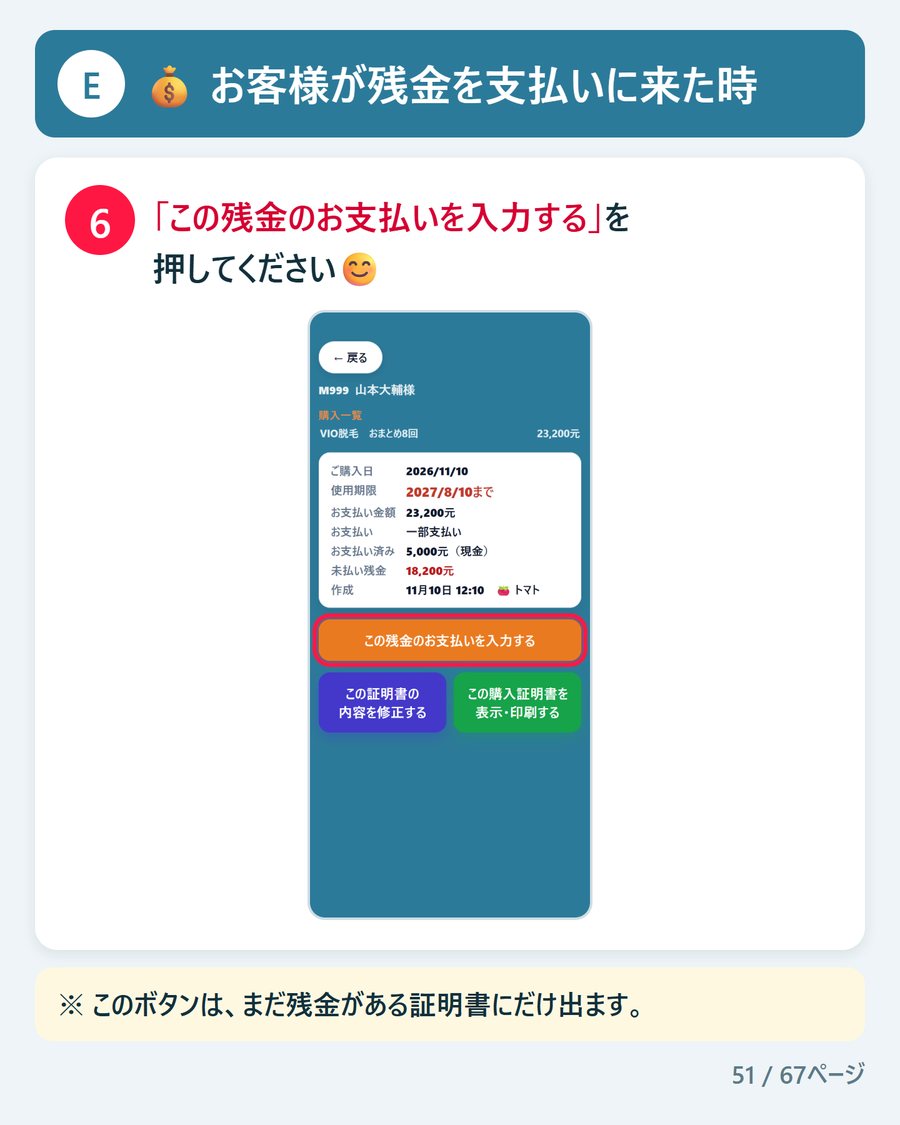 E 💰 お客様が残金を支払いに来た時
6 「この残金のお支払いを入力する」を
押してください😊
← 戻る
M999 山本大輔様
購入一覧
VIO脱毛 おまとめ8回 23,200元
ご購入日 2026/11/10
使用期限 2027/8/10まで
お支払い金額 23,200元
お支払い 一部支払い
お支払い済み 5,000元（現金）
未払い残金 18,200元
作成 11月10日 12:10 🍅 トマト
この残金のお支払いを入力する
この証明書の
内容を修正する
この購入証明書を
表示・印刷する
※ このボタンは、まだ残金がある証明書にだけ出ます。
51 / 67ページ